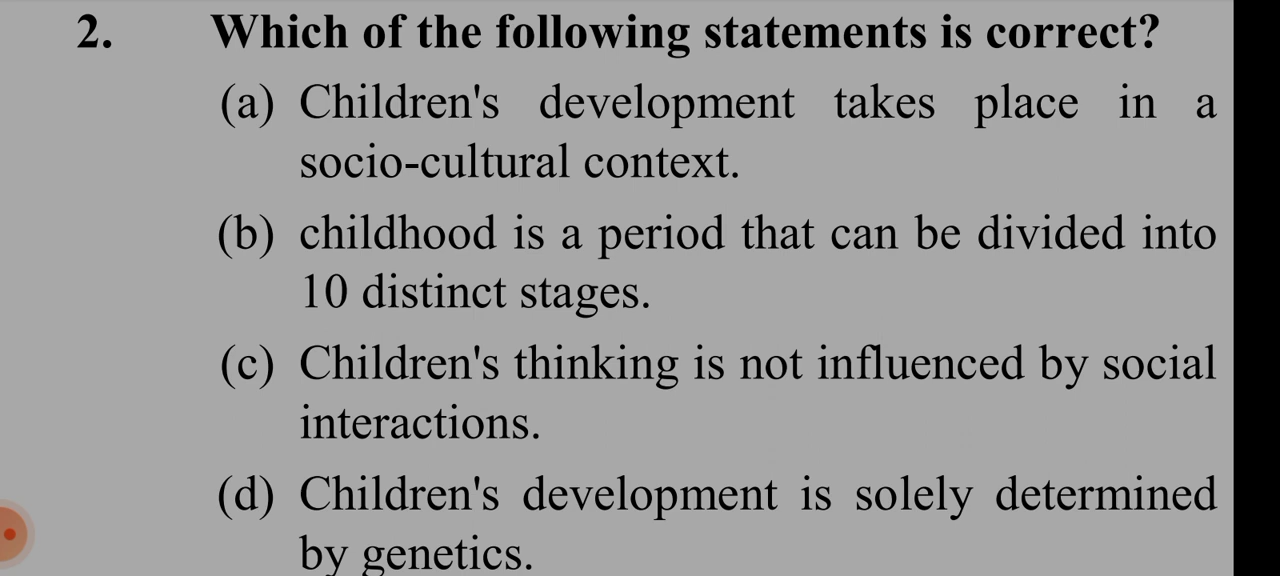 2. Which of the following statements is correct?
(a) Children's development takes place in a
socio-cultural context.
(b) childhood is a period that can be divided into
10 distinct stages.
(c) Children's thinking is not influenced by social
interactions.
(d) Children's development is solely determined
by genetics.